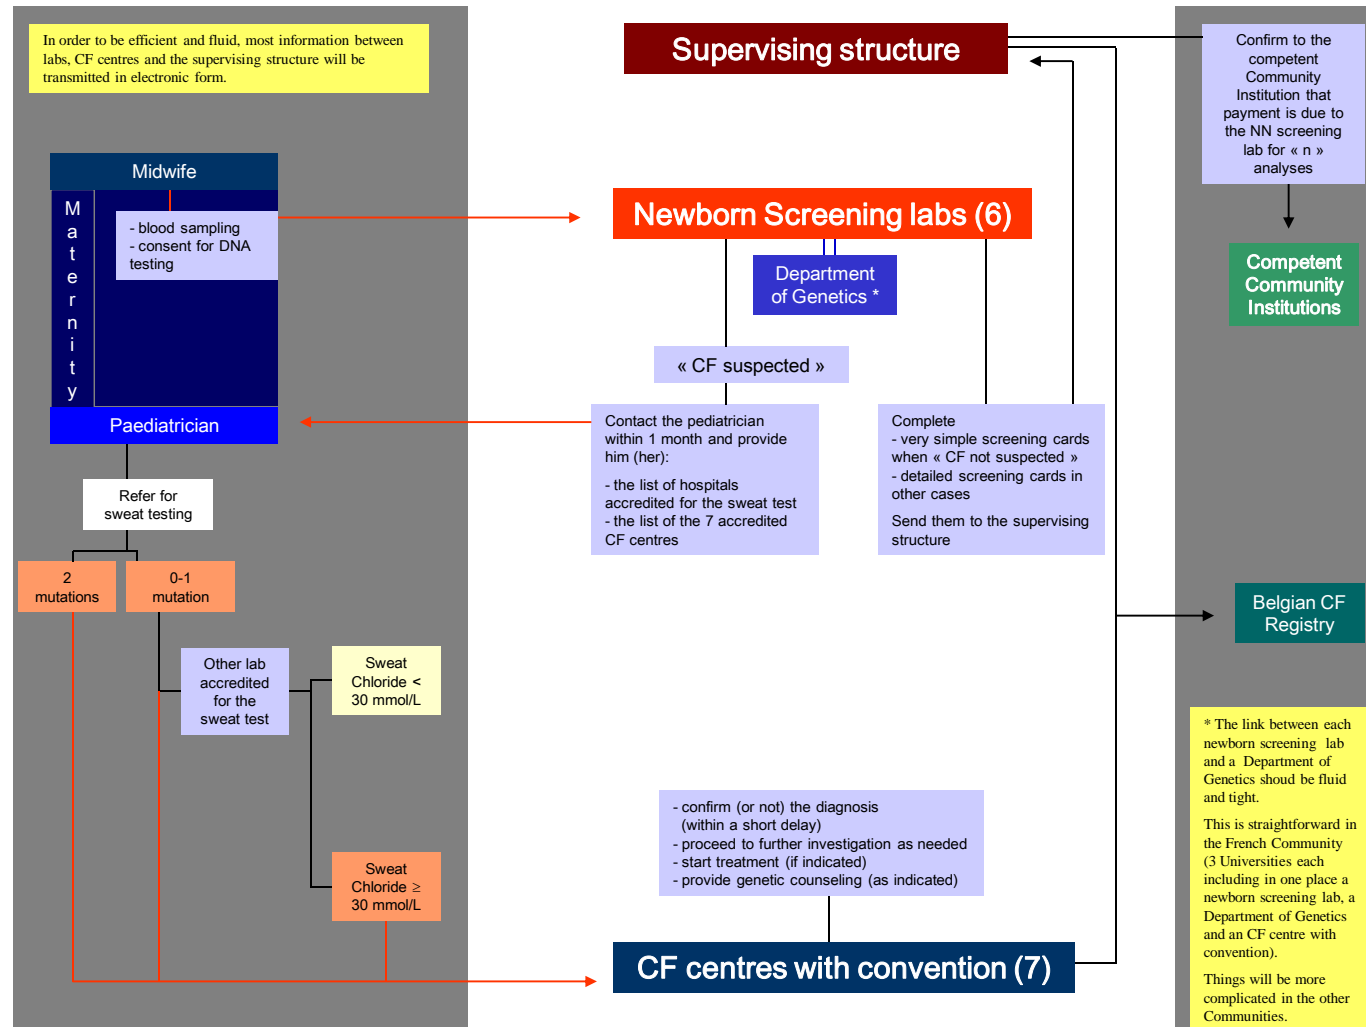 In order to be efficient and fluid, most information between
labs, CF centres and the supervising structure will be
transmitted in electronic form.
Supervising structure
Confirm to the
competent
Community
Institution that
payment is due to
the NN screening
lab for « n »
analyses
Midwife
Maternity
- blood sampling
- consent for DNA
testing
Newborn Screening labs (6)
Department
of Genetics *
Competent
Community
Institutions
« CF suspected »
Paediatrician
Contact the pediatrician
within 1 month and provide
him (her):
- the list of hospitals
accredited for the sweat test
- the list of the 7 accredited
CF centres
Complete
- very simple screening cards
when « CF not suspected »
- detailed screening cards in
other cases
Send them to the supervising
structure
Refer for
sweat testing
2
mutations
0-1
mutation
Belgian CF
Registry
Other lab
accredited
for the
sweat test
Sweat
Chloride <
30 mmol/L
Sweat
Chloride ≥
30 mmol/L
- confirm (or not) the diagnosis
(within a short delay)
- proceed to further investigation as needed
- start treatment (if indicated)
- provide genetic counseling (as indicated)
CF centres with convention (7)
* The link between each
newborn screening lab
and a Department of
Genetics shoud be fluid
and tight.
This is straightforward in
the French Community
(3 Universities each
including in one place a
newborn screening lab, a
Department of Genetics
and an CF centre with
convention).
Things will be more
complicated in the other
Communities.